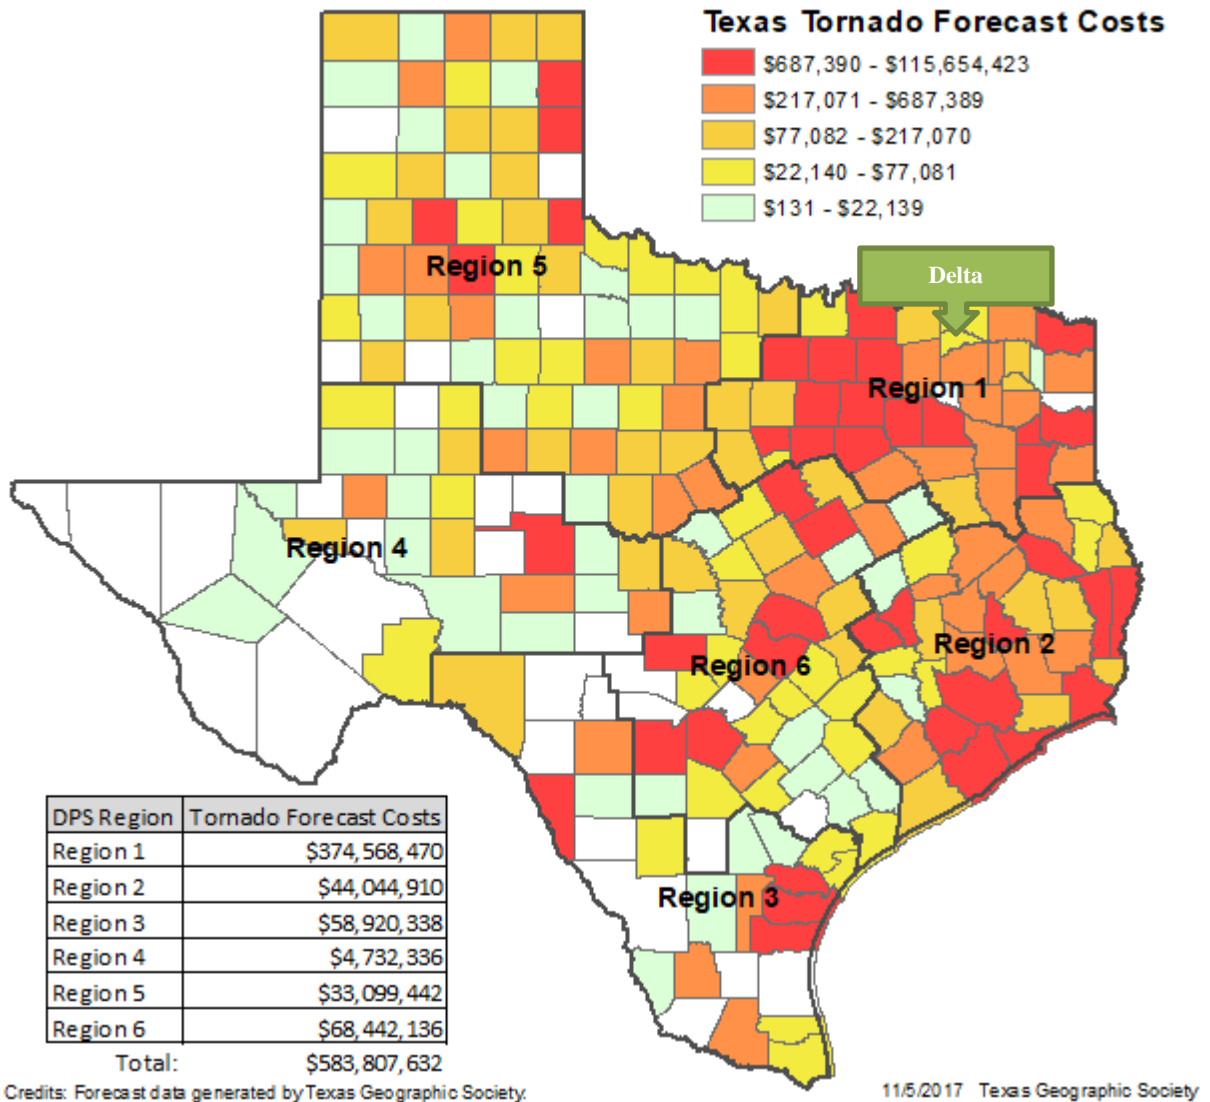 Texas Tornado Forecast Costs
$687,390 - $115,654,423
$217,071 - $687,389
$77,082 - $217,070
$22,140 - $77,081
$131 - $22,139
Delta
Region 5
Region 1
Region 4
Region 2
Region 6
Region 3
DPS Region Tornado Forecast Costs
Region 1 $374,568,470
Region 2 $44,044,910
Region 3 $58,920,338
Region 4 $4,732,336
Region 5 $33,099,442
Region 6 $68,442,136
Total: $583,807,632
Credits: Forecast data generated by Texas Geographic Society.
11/5/2017 Texas Geographic Society